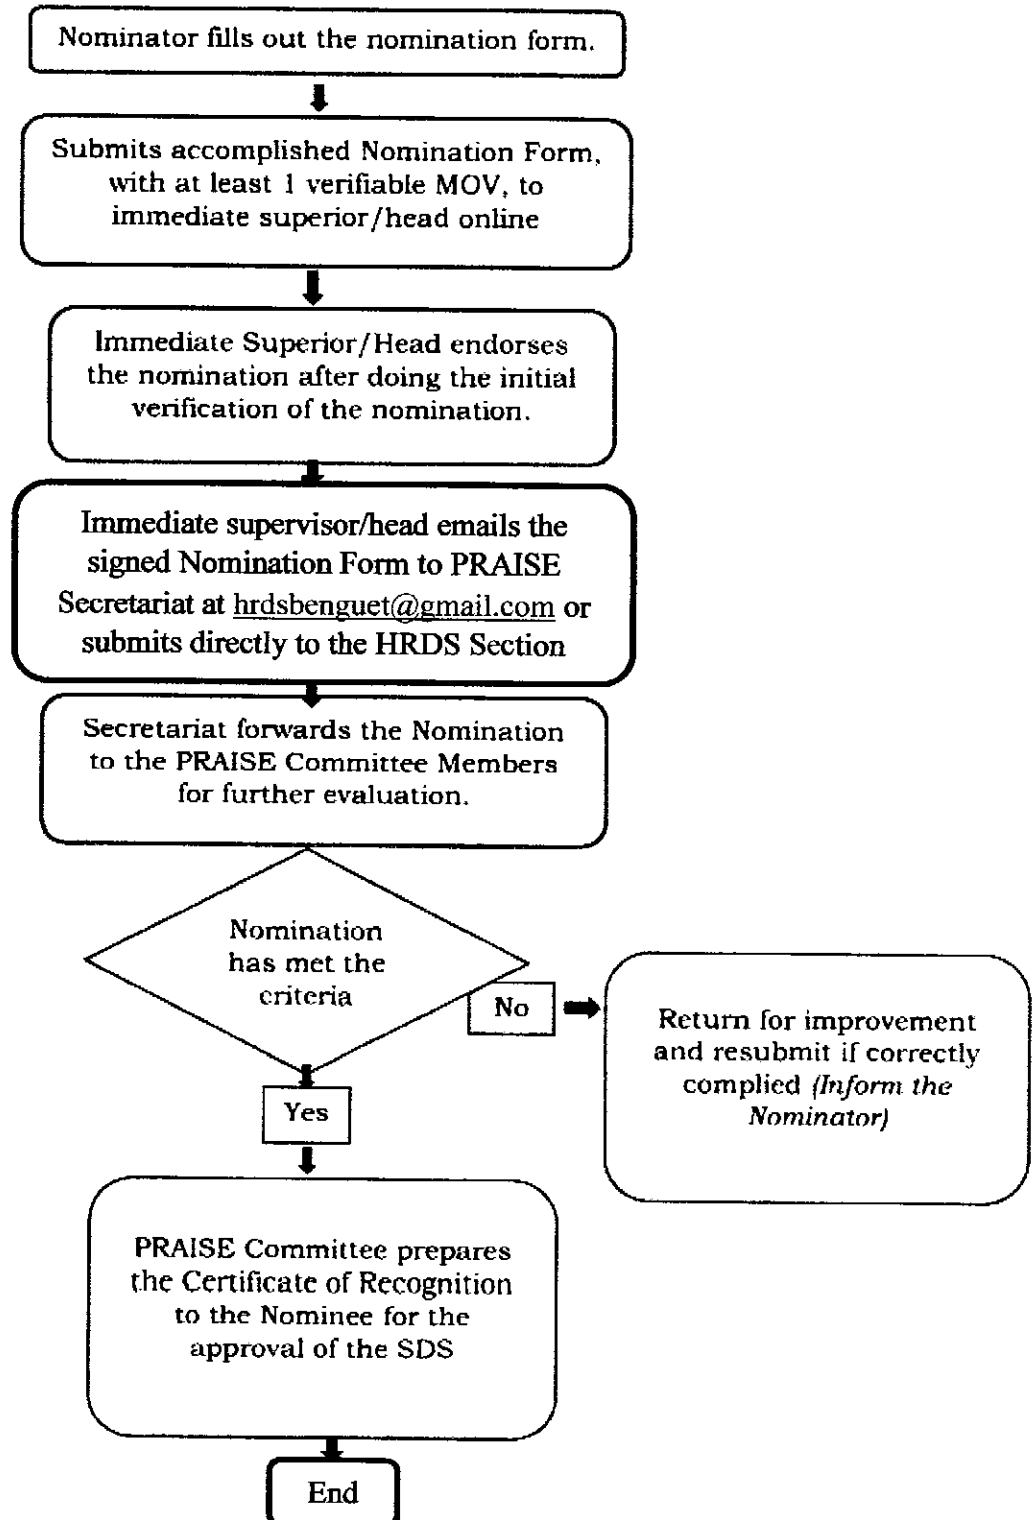 Nominator fills out the nomination form.
Submits accomplished Nomination Form,
with at least 1 verifiable MOV, to
immediate superior/head online
Immediate Superior/Head endorses
the nomination after doing the initial
verification of the nomination.
Immediate supervisor/head emails the
signed Nomination Form to PRAISE
Secretariat at hrdsbenguet@gmail.com or
submits directly to the HRDS Section
Secretariat forwards the Nomination
to the PRAISE Committee Members
for further evaluation.
Nomination
has met the
criteria
No
Return for improvement
and resubmit if correctly
complied (Inform the
Nominator)
Yes
PRAISE Committee prepares
the Certificate of Recognition
to the Nominee for the
approval of the SDS
End